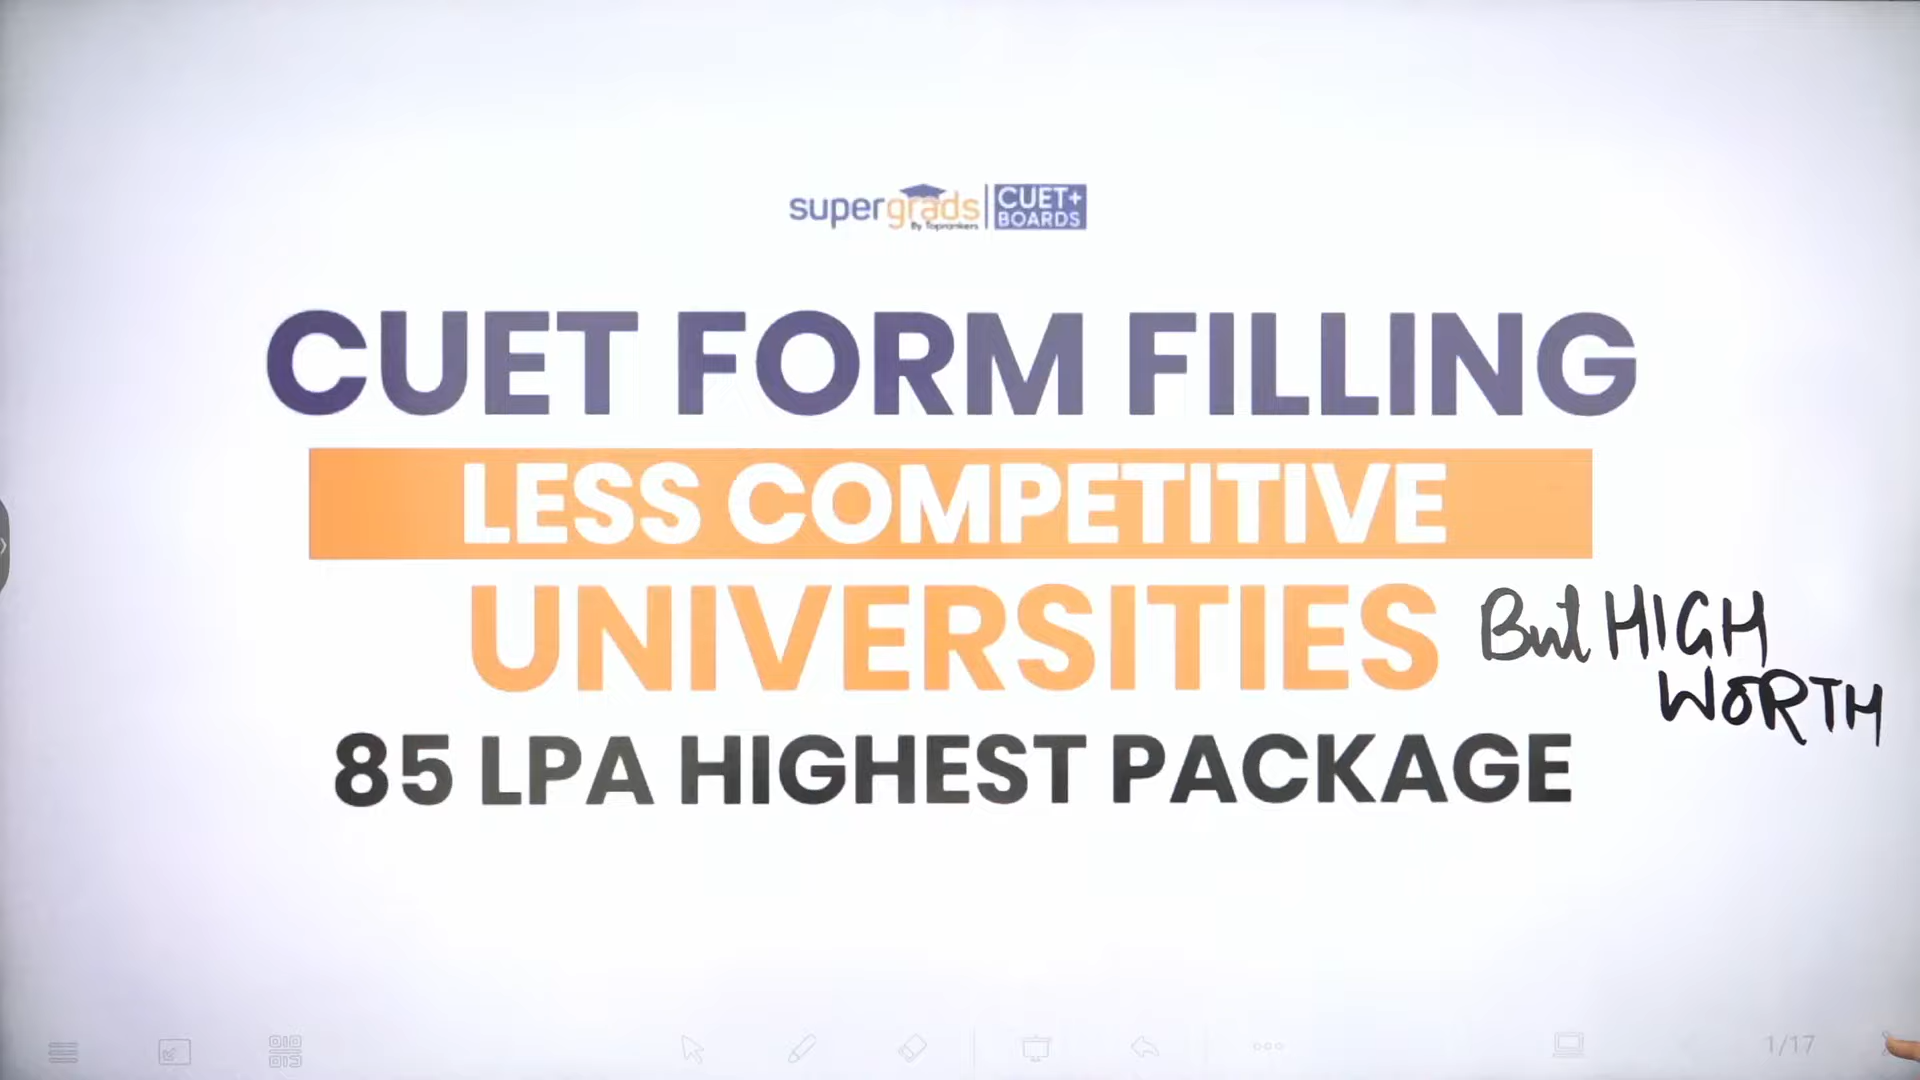 supergrads
By Toprankers
CUET+
BOARDS
CUET FORM FILLING
LESS COMPETITIVE
UNIVERSITIES
But HIGH
WORTH
85 LPA HIGHEST PACKAGE
1/17